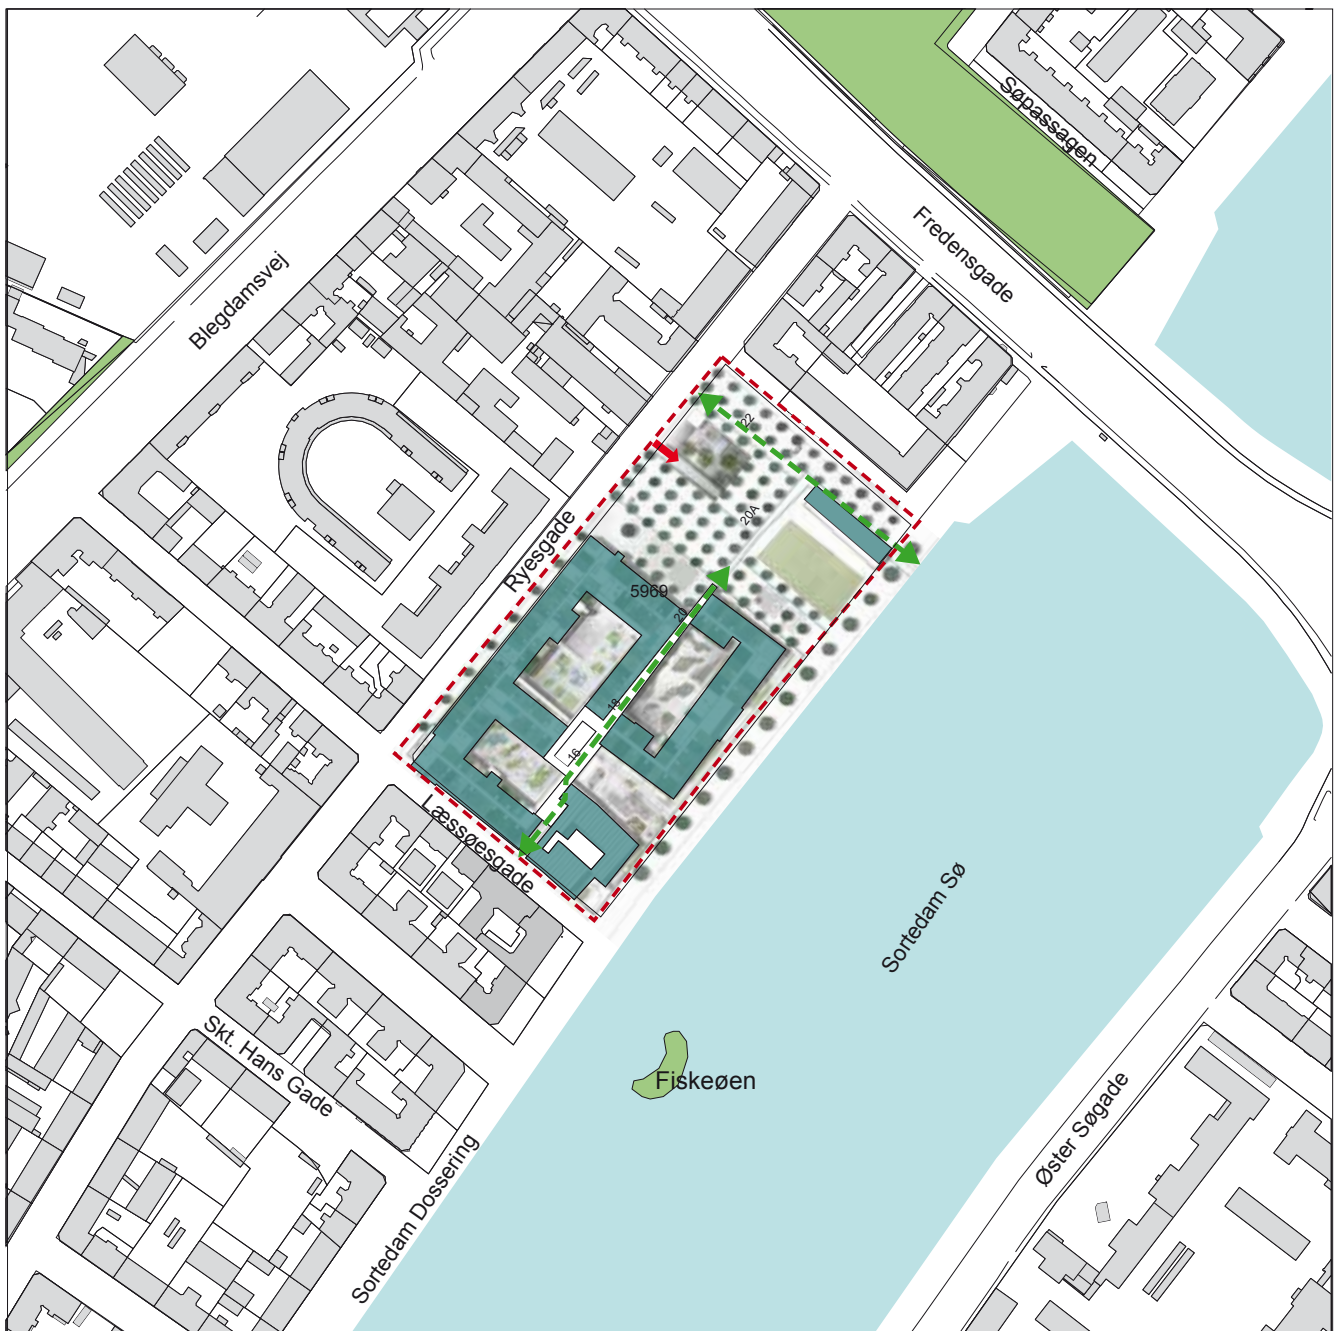 Søpassagen
Fredensgade
Blegdamsvej
22
20A
Ryesgade
5969
20
18
16
Læssøesgade
Sortedam Sø
Skt. Hans Gade
Fiskeøen
Øster Søgade
Sortedam Dossering